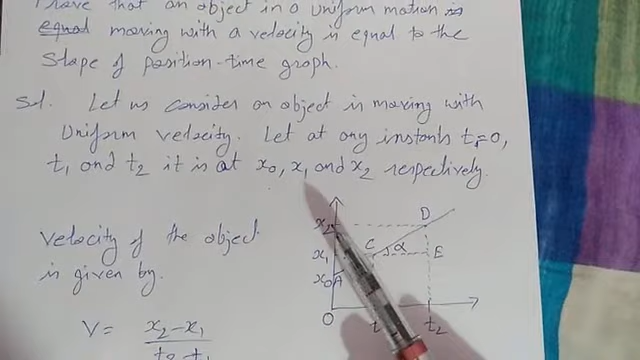 Prove that an object in a uniform motion is
equal moving with a velocity is equal to the
Slope of position-time graph.
Sol. Let us consider an object is moving with
Uniform velocity. Let at any instants t=0,
t₁ and t₂ it is at x₀, x₁ and x₂ respectively.
Velocity of the object
is given by.
V = x₂-x₁
t₂-t₁
D
x₂
C α
x₁ E
x₀ A
O t t₂